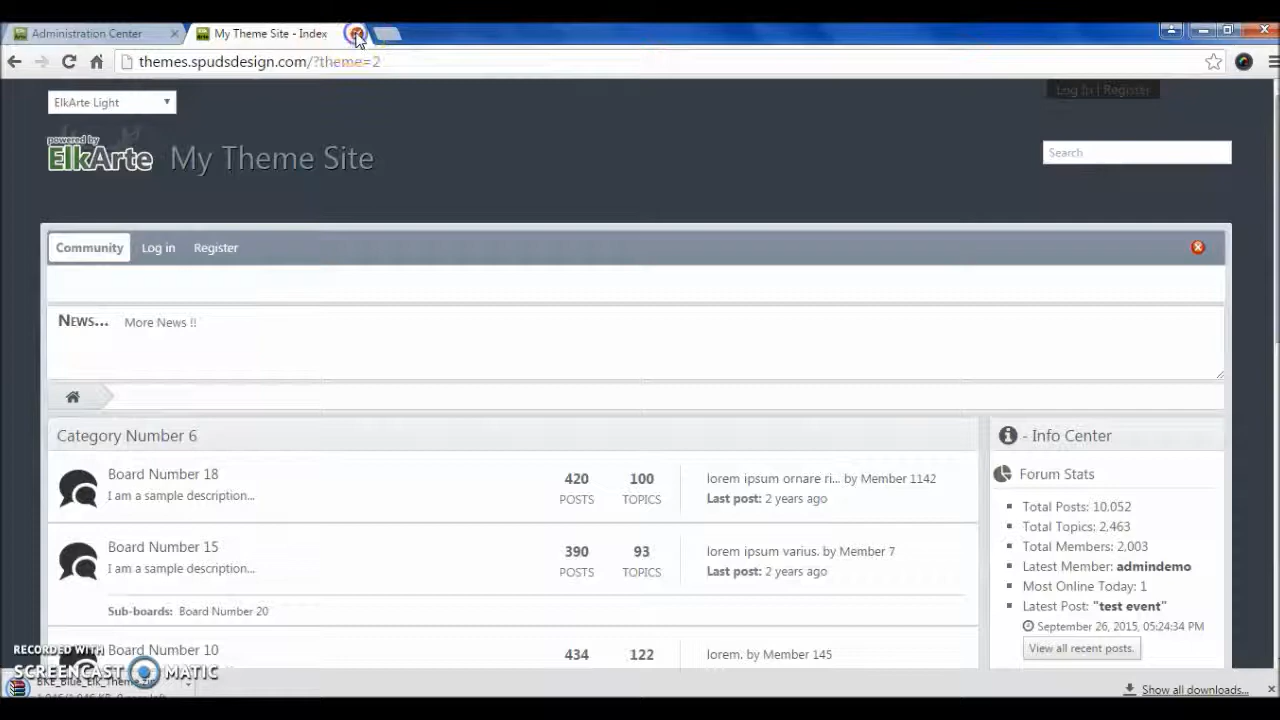 Administration Center
My Theme Site - Index
themes.spudsdesign.com/?theme=2
ElkArte Light
Log In | Register
powered by
ElkArte
My Theme Site
Search
Community
Log in
Register
News...
More News !!
Category Number 6
Board Number 18
I am a sample description...
420
POSTS
100
TOPICS
lorem ipsum ornare ri... by Member 1142
Last post: 2 years ago
Board Number 15
I am a sample description...
390
POSTS
93
TOPICS
lorem ipsum varius. by Member 7
Last post: 2 years ago
Sub-boards: Board Number 20
Board Number 10
434
122
lorem. by Member 145
- Info Center
Forum Stats
Total Posts: 10,052
Total Topics: 2,463
Total Members: 2,003
Latest Member: admindemo
Most Online Today: 1
Latest Post: "test event"
September 26, 2015, 05:24:34 PM
View all recent posts.
RECORDED WITH
SCREENCAST MATIC
BKE_Blue_Elk_Theme.zip
Show all downloads...